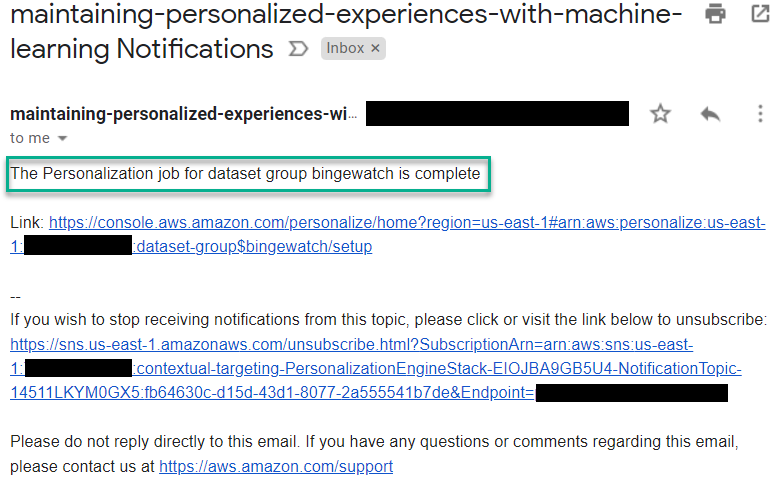 maintaining-personalized-experiences-with-machine-
learning Notifications Inbox ×
maintaining-personalized-experiences-wi...
to me
The Personalization job for dataset group bingewatch is complete
Link: https://console.aws.amazon.com/personalize/home?region=us-east-1#arn:aws:personalize:us-east-
1: :dataset-group$bingewatch/setup
--
If you wish to stop receiving notifications from this topic, please click or visit the link below to unsubscribe:
https://sns.us-east-1.amazonaws.com/unsubscribe.html?SubscriptionArn=arn:aws:sns:us-east-
1: :contextual-targeting-PersonalizationEngineStack-EIOJBA9GB5U4-NotificationTopic-
14511LKYM0GX5:fb64630c-d15d-43d1-8077-2a555541b7de&Endpoint=
Please do not reply directly to this email. If you have any questions or comments regarding this email,
please contact us at https://aws.amazon.com/support